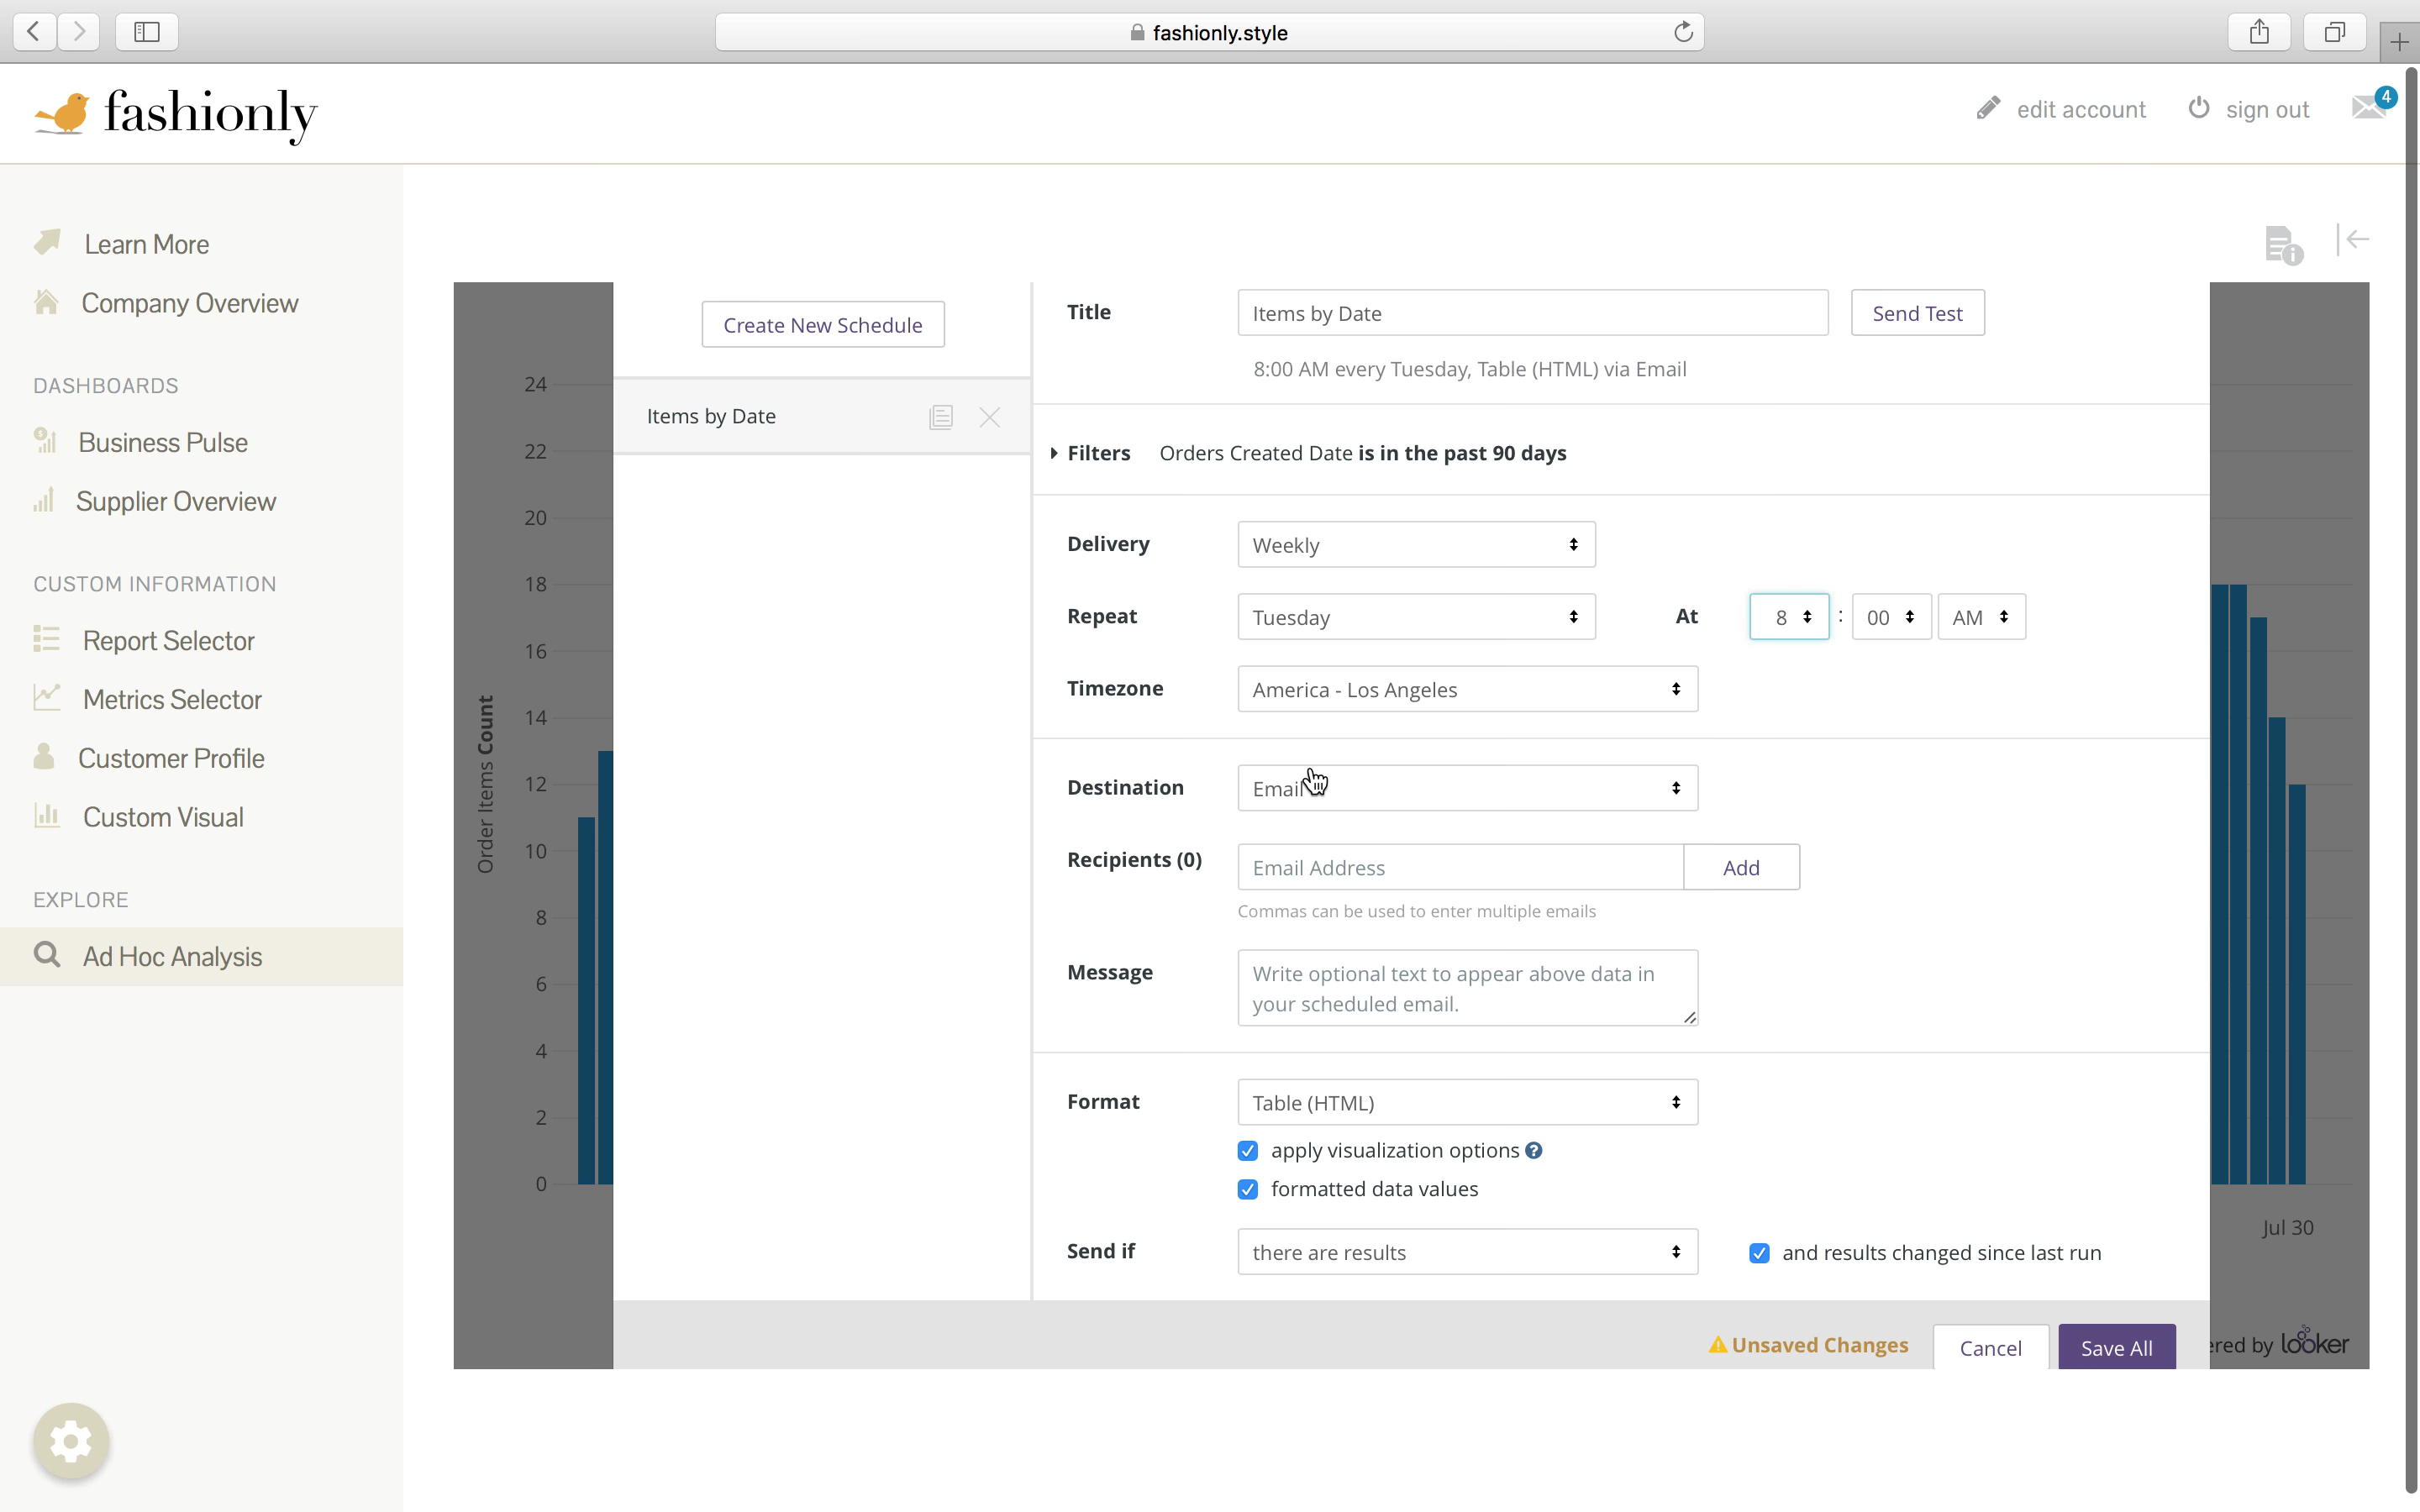 fashionly.style
fashionly
edit account
sign out
4
Learn More
Company Overview
DASHBOARDS
Business Pulse
Supplier Overview
CUSTOM INFORMATION
Report Selector
Metrics Selector
Customer Profile
Custom Visual
EXPLORE
Ad Hoc Analysis
Order Items Count
24
22
20
18
16
14
12
10
8
6
4
2
0
Create New Schedule
Items by Date
Title
Items by Date
Send Test
8:00 AM every Tuesday, Table (HTML) via Email
Filters Orders Created Date is in the past 90 days
Delivery
Weekly
Repeat
Tuesday
At
8 : 00 AM
Timezone
America - Los Angeles
Destination
Email
Recipients (0)
Email Address
Add
Commas can be used to enter multiple emails
Message
Write optional text to appear above data in
your scheduled email.
Format
Table (HTML)
apply visualization options ?
formatted data values
Send if
there are results
and results changed since last run
Unsaved Changes
Cancel
Save All
Jul 30
ered by looker